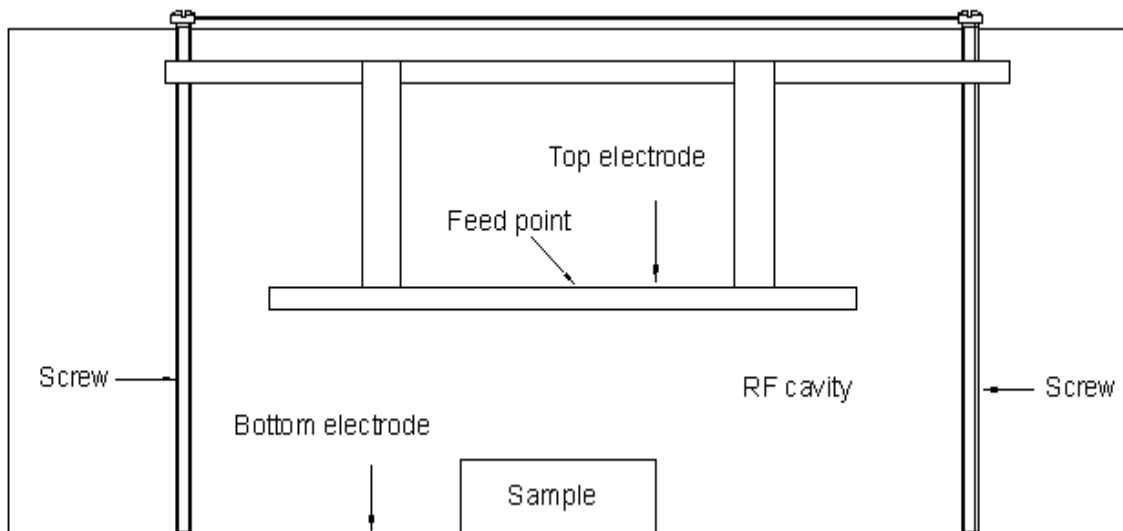 Top electrode
Feed point
Screw
RF cavity
Screw
Bottom electrode
Sample